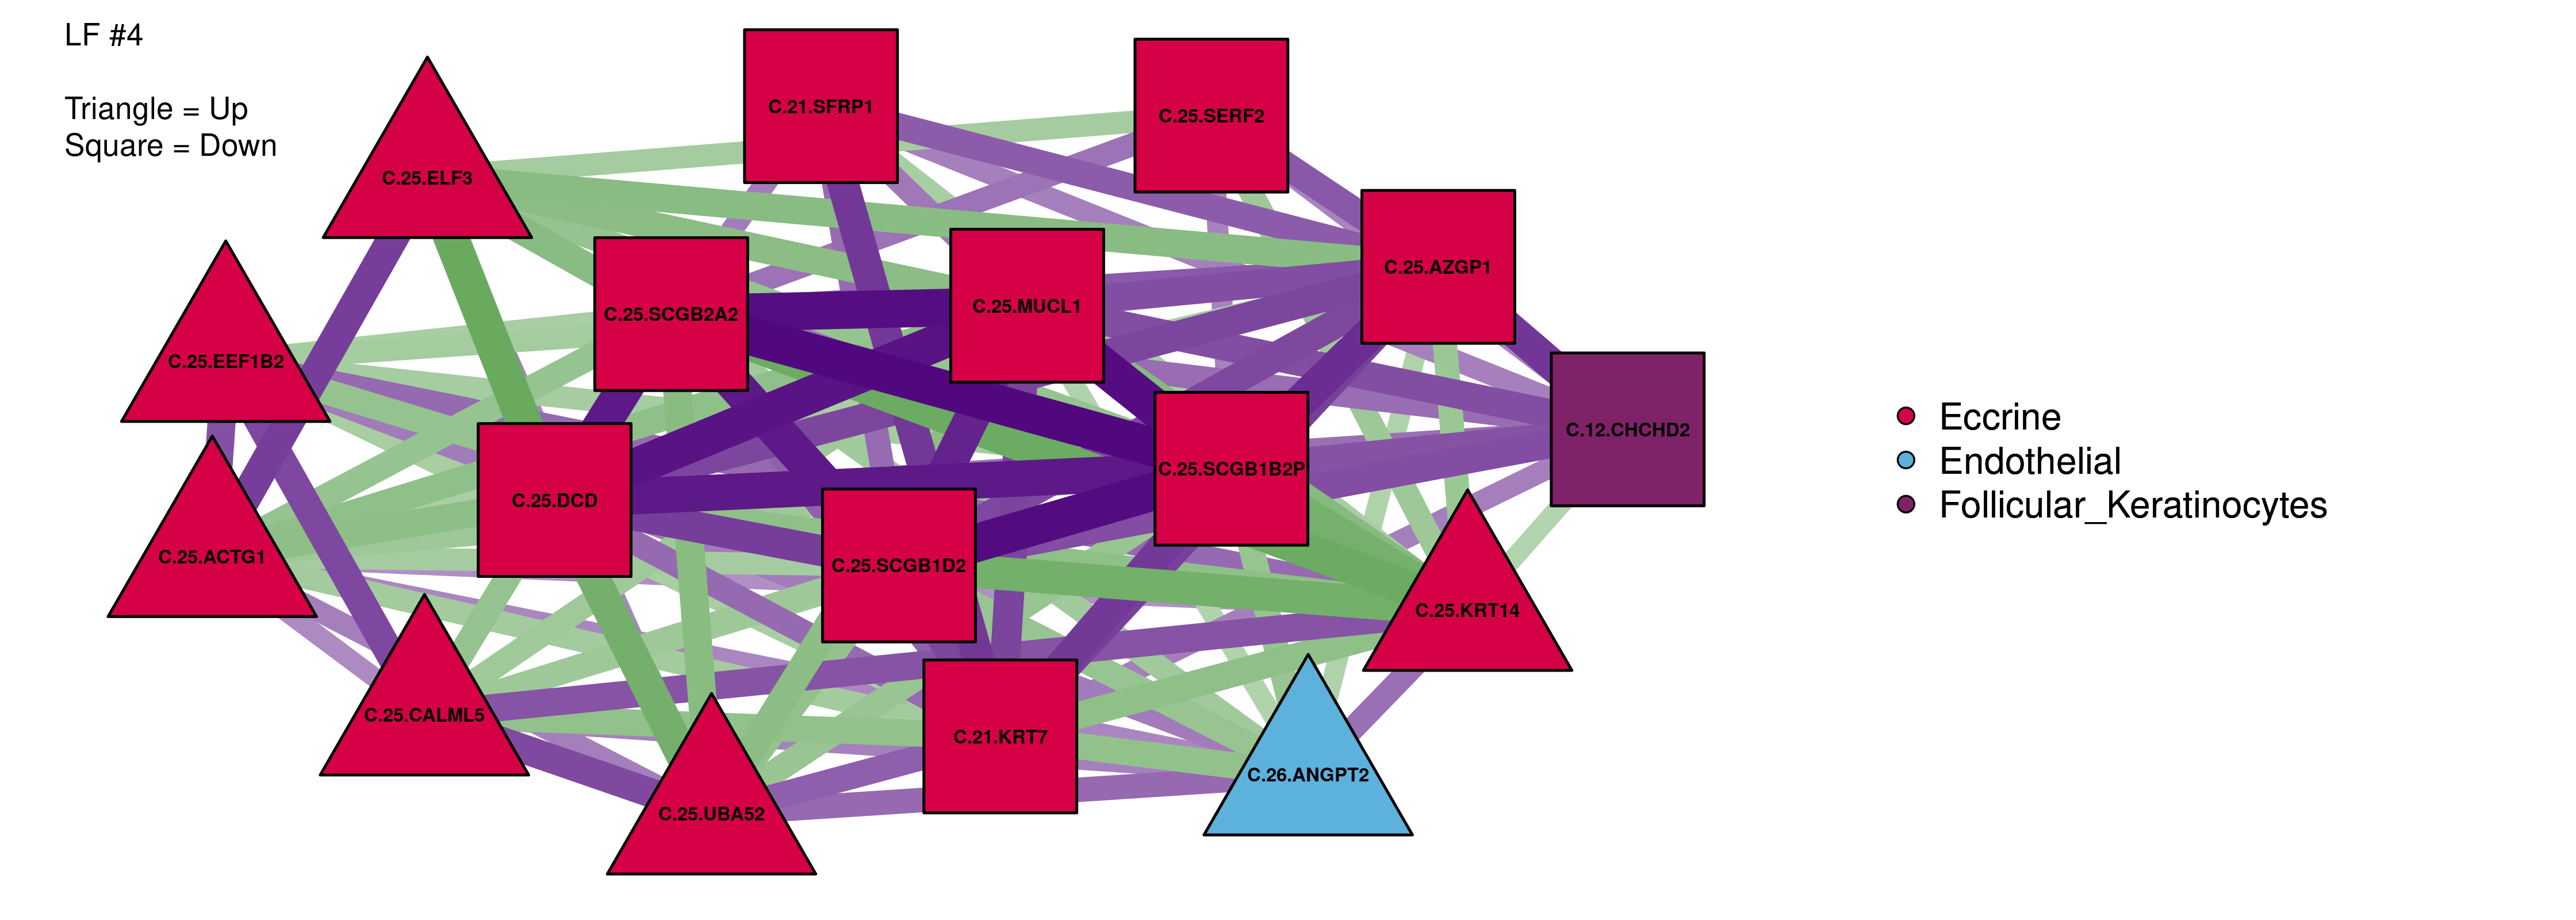 LF #4
Triangle = Up
Square = Down
C.21.SFRP1
C.25.SERF2
C.25.ELF3
C.25.AZGP1
C.25.SCGB2A2
C.25.MUCL1
C.25.EEF1B2
C.12.CHCHD2
C.25.SCGB1B2P
C.25.DCD
C.25.ACTG1
C.25.SCGB1D2
C.25.KRT14
C.25.CALML5
C.21.KRT7
C.26.ANGPT2
C.25.UBA52
Eccrine
Endothelial
Follicular_Keratinocytes